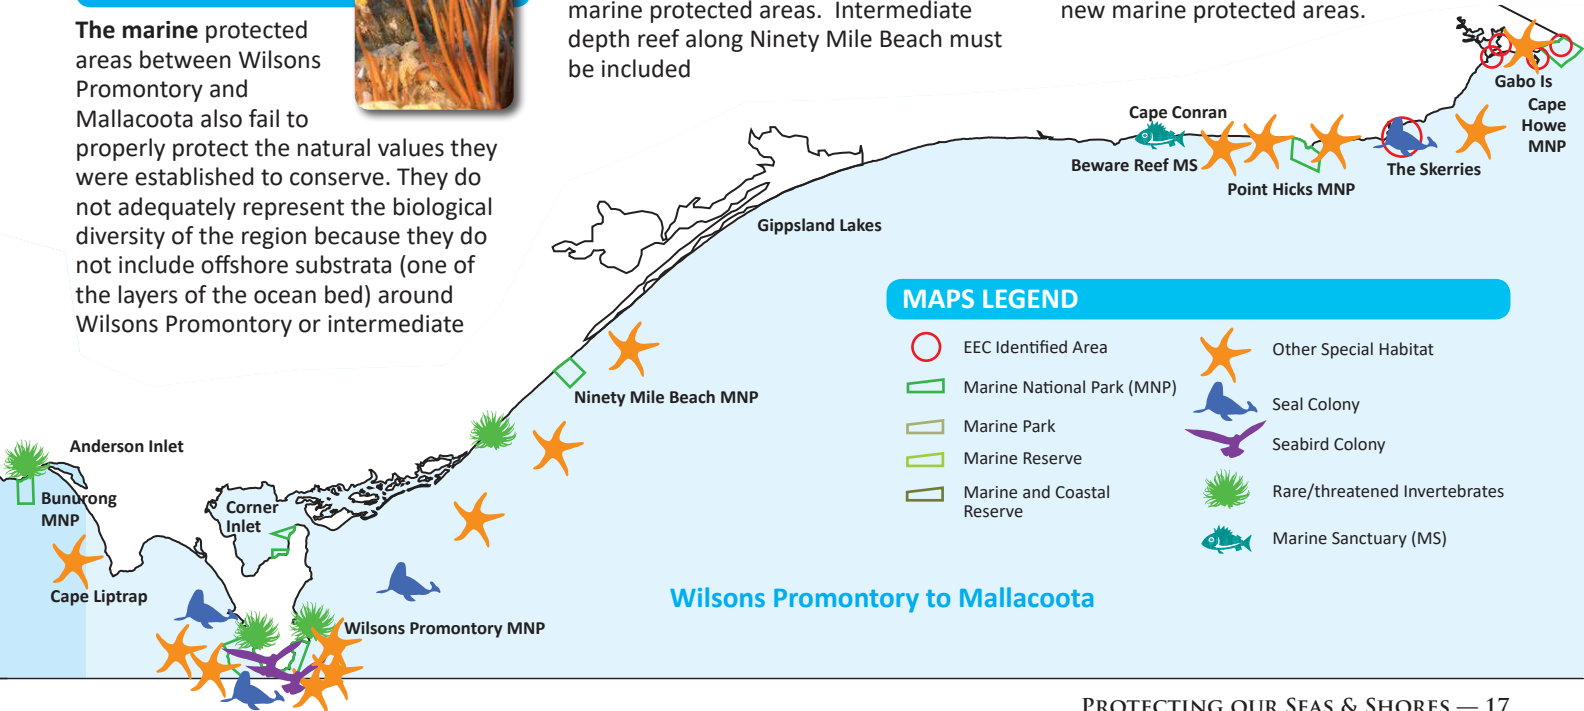 The marine protected
areas between Wilsons
Promontory and
Mallacoota also fail to
properly protect the natural values they
were established to conserve. They do
not adequately represent the biological
diversity of the region because they do
not include offshore substrata (one of
the layers of the ocean bed) around
Wilsons Promontory or intermediate
marine protected areas. Intermediate
depth reef along Ninety Mile Beach must
be included
new marine protected areas.
Gabo Is
Cape
Howe
MNP
Cape Conran
Beware Reef MS
Point Hicks MNP
The Skerries
Gippsland Lakes
MAPS LEGEND
EEC Identified Area
Marine National Park (MNP)
Marine Park
Marine Reserve
Marine and Coastal
Reserve
Other Special Habitat
Seal Colony
Seabird Colony
Rare/threatened Invertebrates
Marine Sanctuary (MS)
Ninety Mile Beach MNP
Anderson Inlet
Bunurong
MNP
Corner
Inlet
Cape Liptrap
Wilsons Promontory MNP
Wilsons Promontory to Mallacoota
Protecting our Seas & Shores — 17